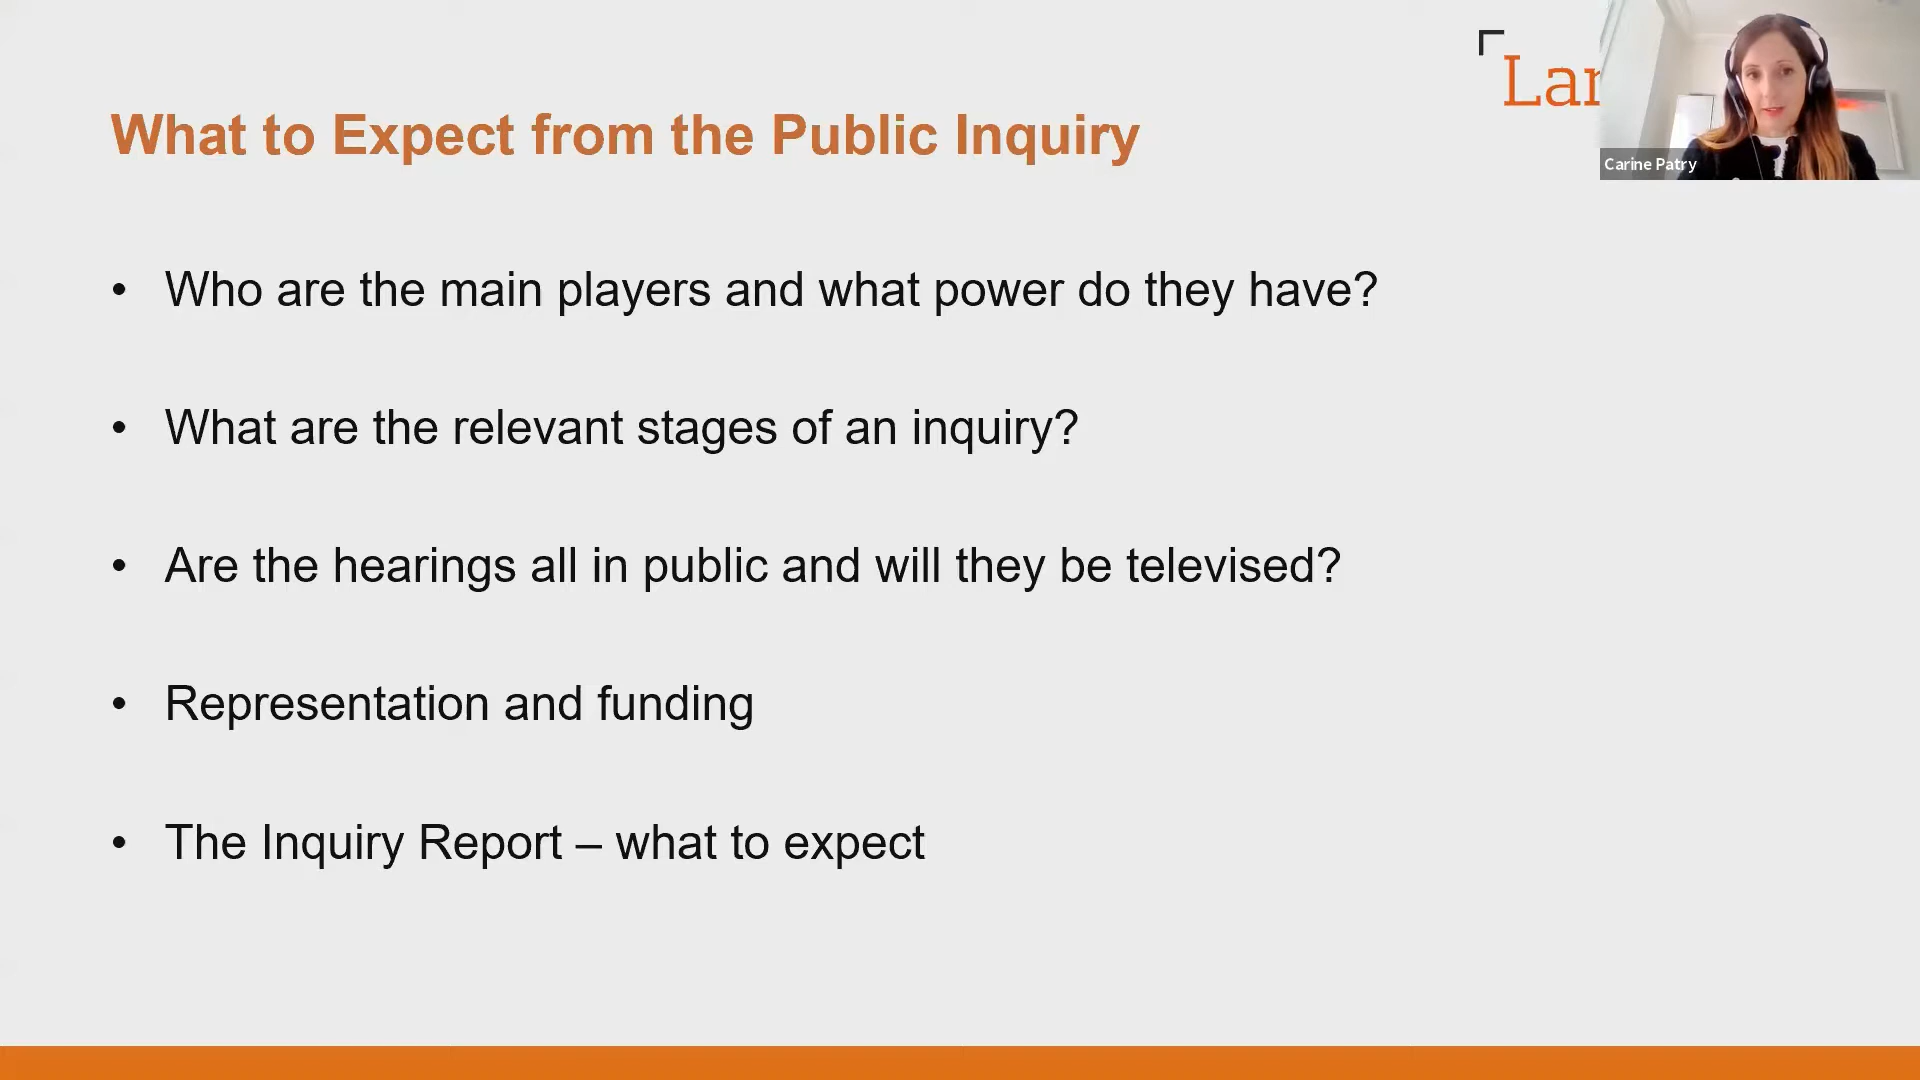 Lan
What to Expect from the Public Inquiry
Carine Patry
• Who are the main players and what power do they have?
• What are the relevant stages of an inquiry?
• Are the hearings all in public and will they be televised?
• Representation and funding
• The Inquiry Report – what to expect